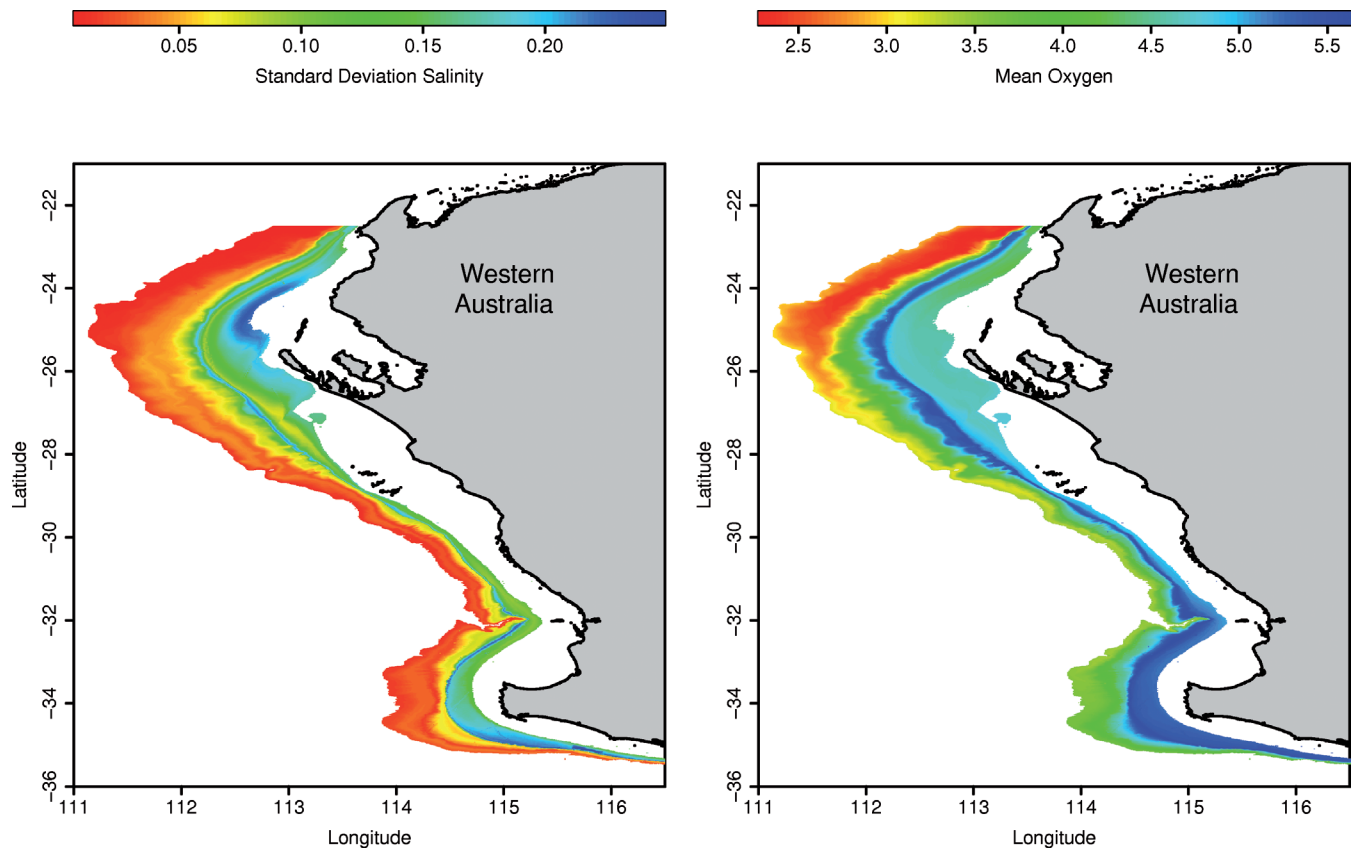 0.05 0.10 0.15 0.20
Standard Deviation Salinity
Western
Australia
-22
-24
-26
-28
-30
-32
-34
-36
Latitude
111 112 113 114 115 116
Longitude
2.5 3.0 3.5 4.0 4.5 5.0 5.5
Mean Oxygen
Western
Australia
-22
-24
-26
-28
-30
-32
-34
-36
Latitude
111 112 113 114 115 116
Longitude